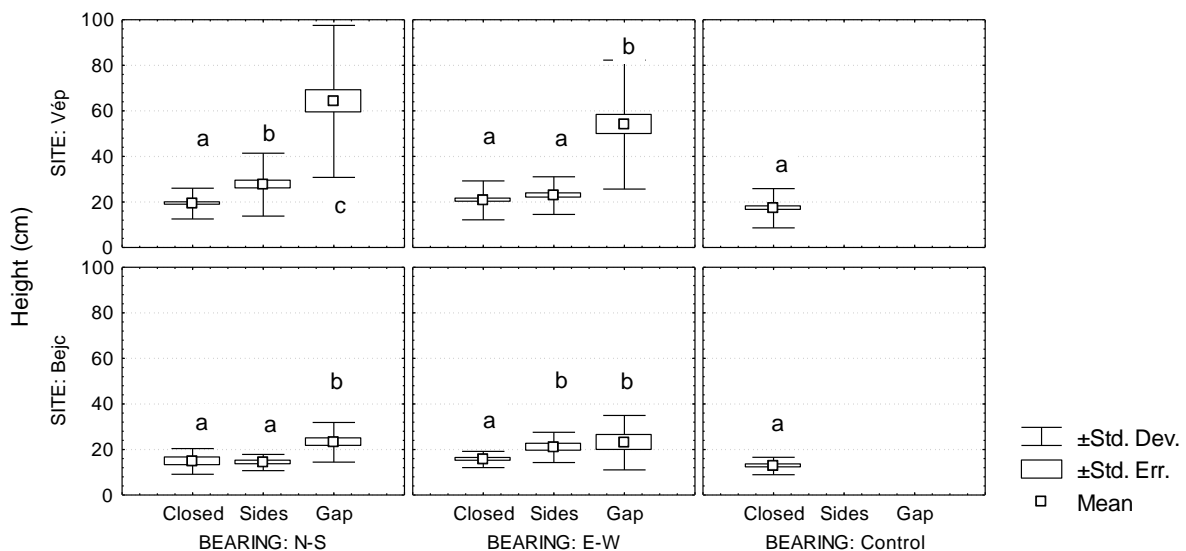 Height (cm)
SITE: Vép
100
80
60
40
20
0
a
b
c
a
a
b
a
SITE: Bejc
100
80
60
40
20
0
a
a
b
a
b
b
a
Closed Sides Gap
BEARING: N-S
Closed Sides Gap
BEARING: E-W
Closed Sides Gap
BEARING: Control
±Std. Dev.
±Std. Err.
Mean